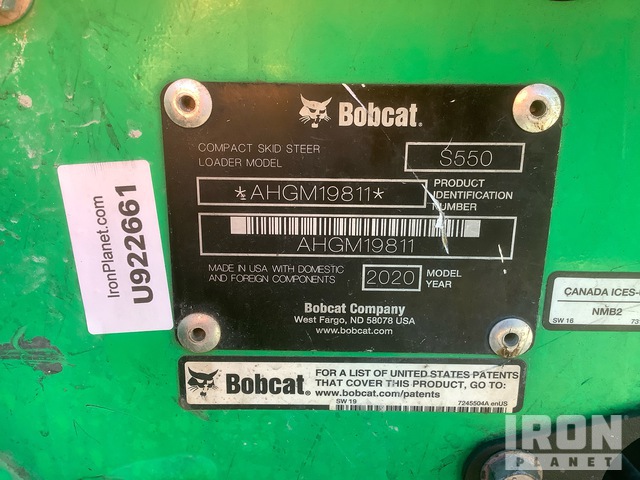 Bobcat®
COMPACT SKID STEER
LOADER MODEL
S550
*AHGM19811*
PRODUCT
IDENTIFICATION
NUMBER
AHGM19811
MADE IN USA WITH DOMESTIC
AND FOREIGN COMPONENTS
2020
MODEL
YEAR
Bobcat Company
West Fargo, ND 58078 USA
www.bobcat.com
IronPlanet.com
U922661
CANADA ICES-
NMB2
SW 16
73
Bobcat®
FOR A LIST OF UNITED STATES PATENTS
THAT COVER THIS PRODUCT, GO TO:
www.bobcat.com/patents
SW 19
7245504A enUS
IRON
PLANET